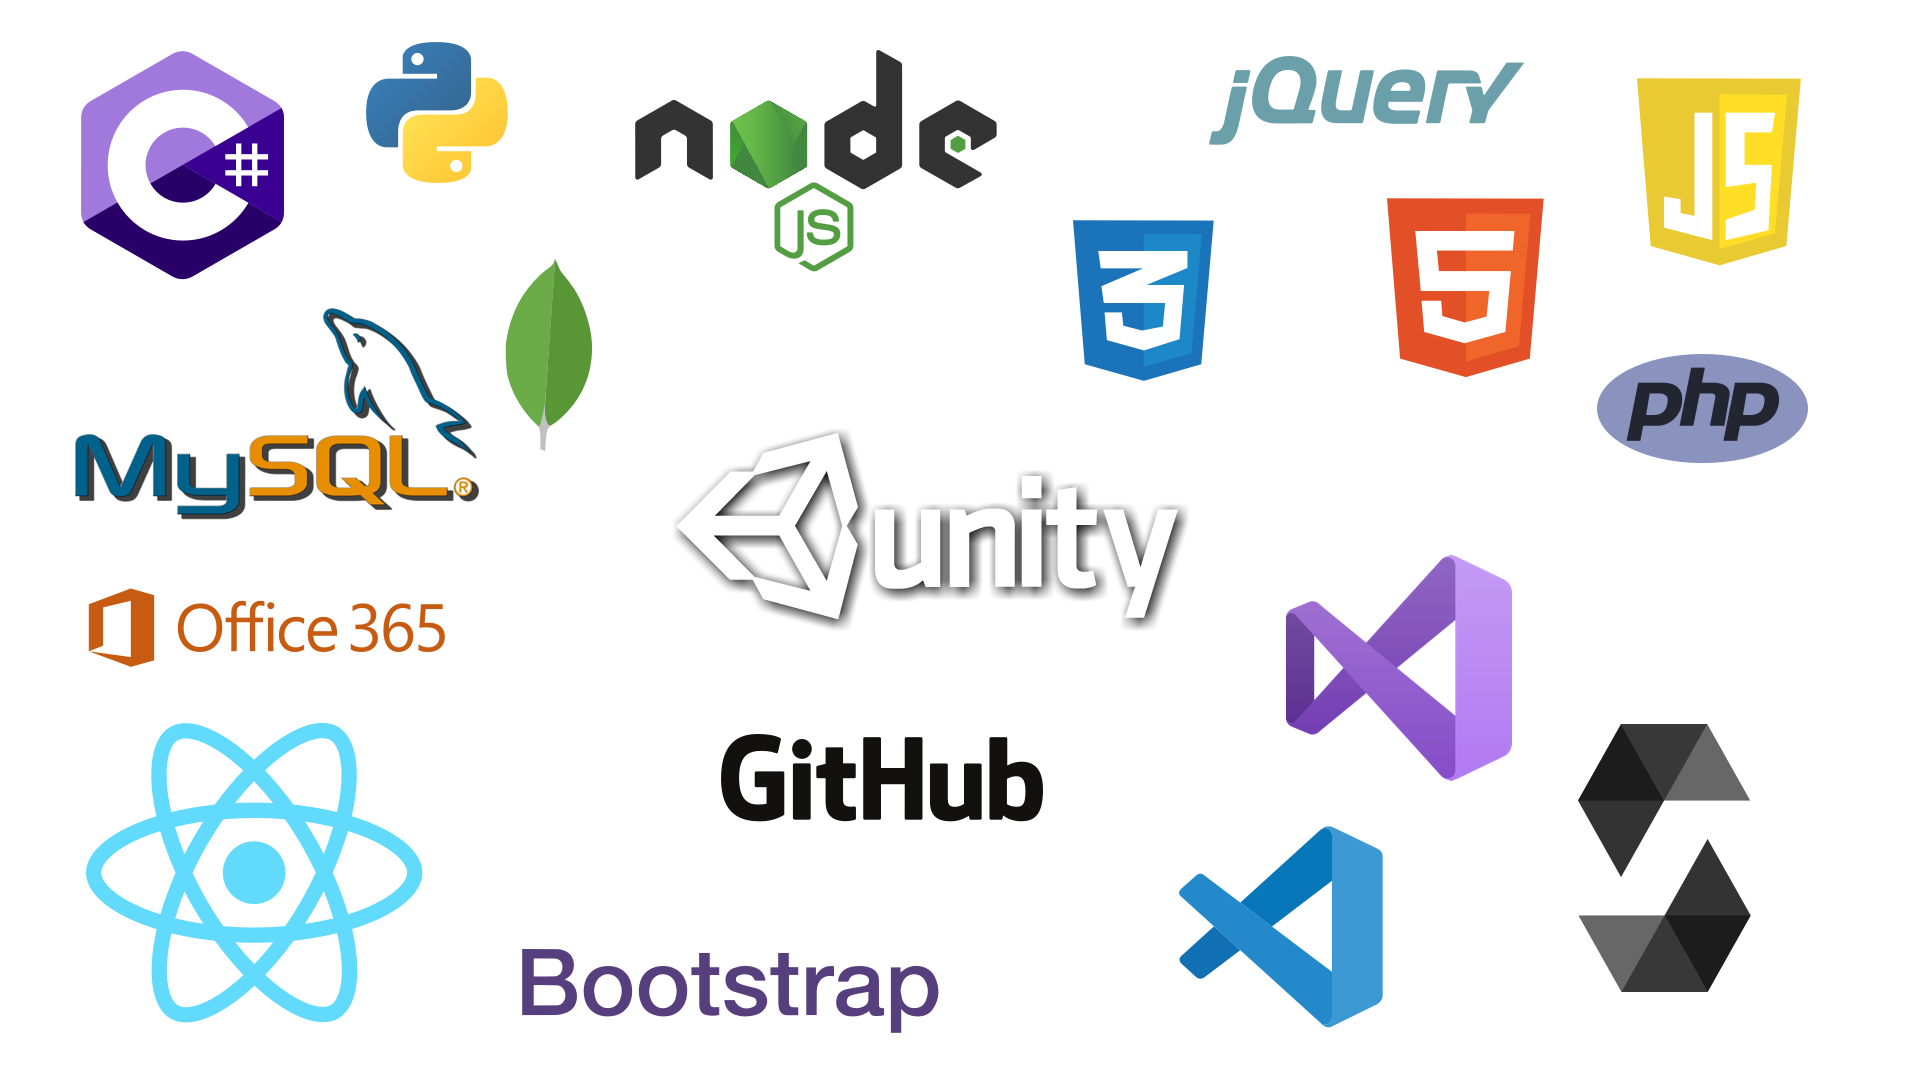 C#
node
JS
jQuery
JS
3
5
MySQL®
php
unity
Office 365
GitHub
Bootstrap